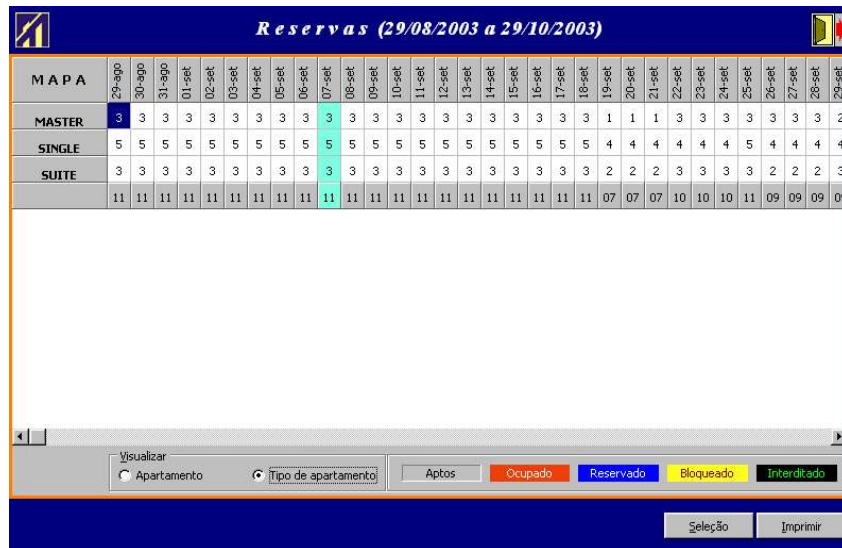 Reservas (29/08/2003 a 29/10/2003)
MAPA 29-ago 30-ago 31-ago 01-set 02-set 03-set 04-set 05-set 06-set 07-set 08-set 09-set 10-set 11-set 12-set 13-set 14-set 15-set 16-set 17-set 18-set 19-set 20-set 21-set 22-set 23-set 24-set 25-set 26-set 27-set 28-set 29-set
MASTER 3 3 3 3 3 3 3 3 3 3 3 3 3 3 3 3 3 3 3 3 3 1 1 1 3 3 3 3 3 3 3 2
SINGLE 5 5 5 5 5 5 5 5 5 5 5 5 5 5 5 5 5 5 5 5 5 4 4 4 4 4 4 5 4 4 4 4
SUITE 3 3 3 3 3 3 3 3 3 3 3 3 3 3 3 3 3 3 3 3 3 2 2 2 3 3 3 3 2 2 2 3
11 11 11 11 11 11 11 11 11 11 11 11 11 11 11 11 11 11 11 11 11 07 07 07 10 10 10 11 09 09 09
Visualizar
Apartamento Tipo de apartamento Aptos Ocupado Reservado Bloqueado Interditado
Seleção Imprimir